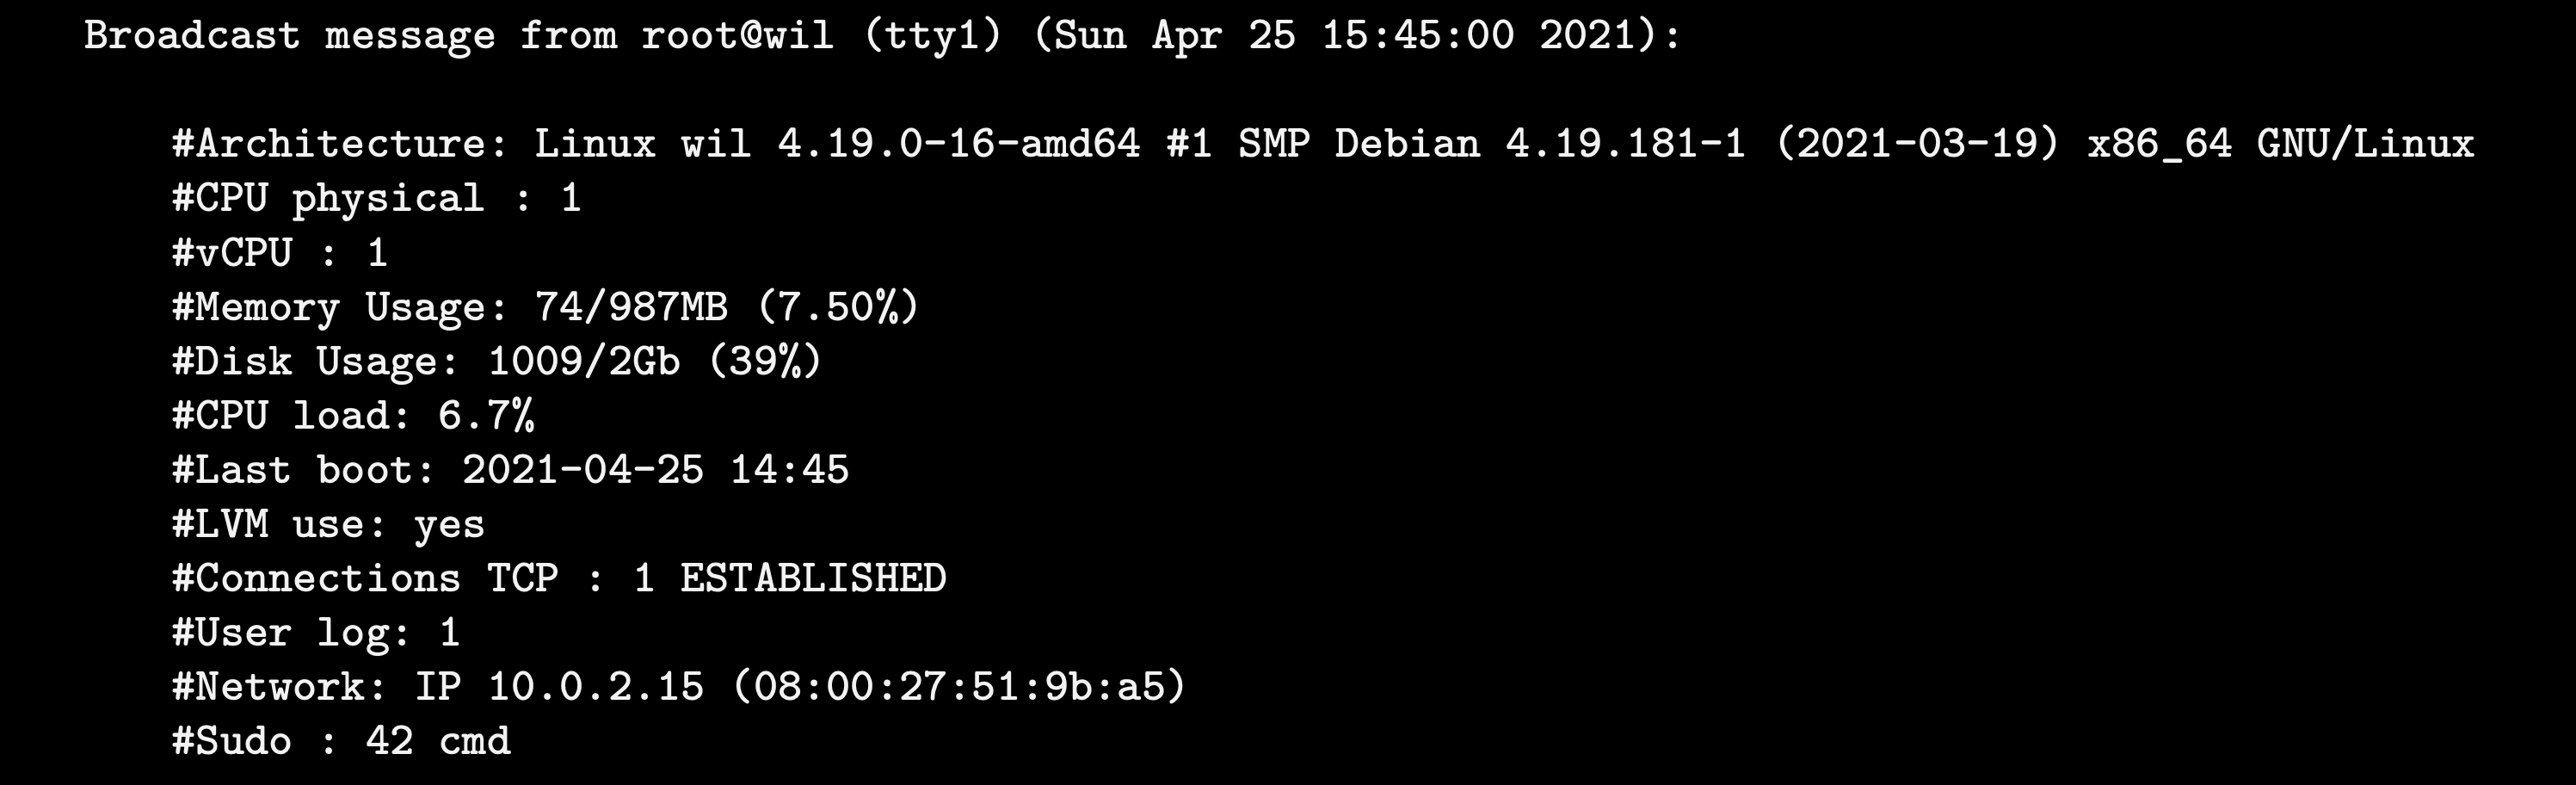 Broadcast message from root@wil (tty1) (Sun Apr 25 15:45:00 2021):
#Architecture: Linux wil 4.19.0-16-amd64 #1 SMP Debian 4.19.181-1 (2021-03-19) x86_64 GNU/Linux
#CPU physical : 1
#vCPU : 1
#Memory Usage: 74/987MB (7.50%)
#Disk Usage: 1009/2Gb (39%)
#CPU load: 6.7%
#Last boot: 2021-04-25 14:45
#LVM use: yes
#Connections TCP : 1 ESTABLISHED
#User log: 1
#Network: IP 10.0.2.15 (08:00:27:51:9b:a5)
#Sudo : 42 cmd